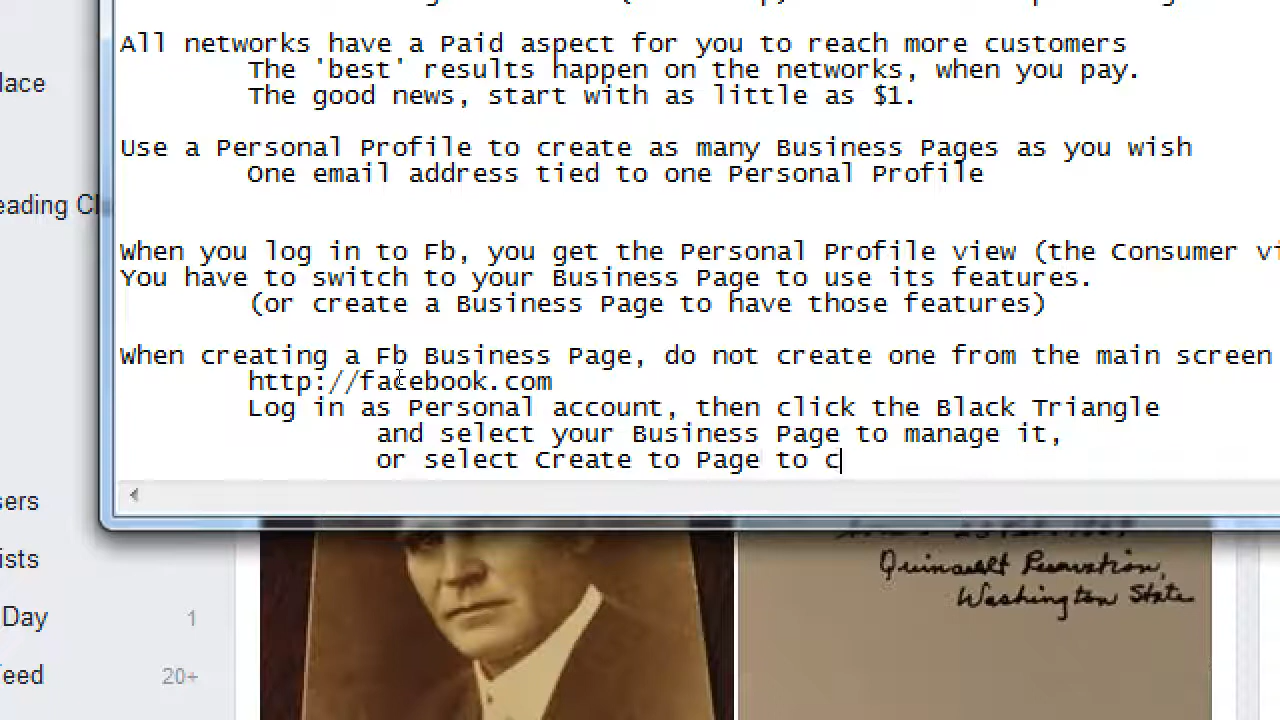 All networks have a Paid aspect for you to reach more customers
lace
The 'best' results happen on the networks, when you pay.
The good news, start with as little as $1.
Use a Personal Profile to create as many Business Pages as you wish
One email address tied to one Personal Profile
eading Cl
When you log in to Fb, you get the Personal Profile view (the Consumer vi
You have to switch to your Business Page to use its features.
(or create a Business Page to have those features)
When creating a Fb Business Page, do not create one from the main screen
http://facebook.com
Log in as Personal account, then click the Black Triangle
and select your Business Page to manage it,
or select Create to Page to c
sers
ists
Quinault Reservation,
Washington State
Day 1
eed 20+